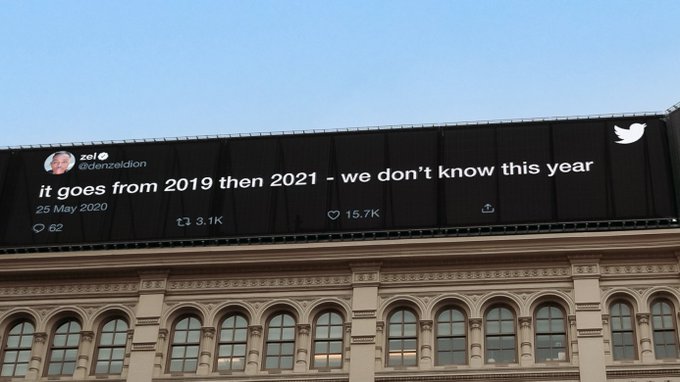 zel
@denzeldion
it goes from 2019 then 2021 - we don't know this year
25 May 2020
62 3.1K 15.7K